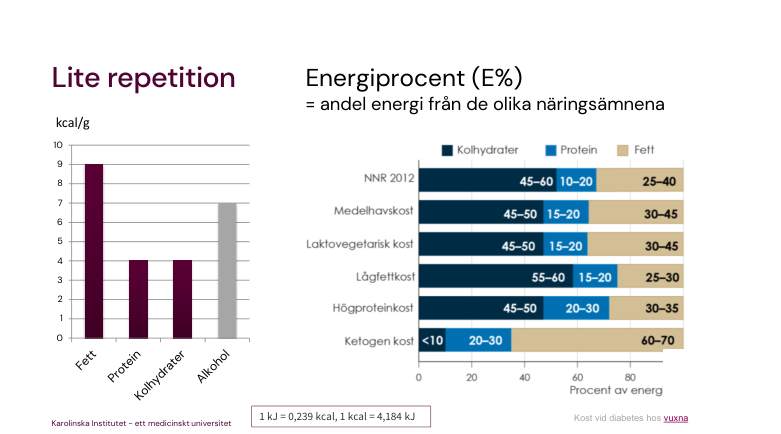 Lite repetition
Energiprocent (E%)
= andel energi från de olika näringsämnena
kcal/g
10
9
8
7
6
5
4
3
2
1
0
Fett
Protein
Kolhydrater
Alkohol
Kolhydrater Protein Fett
NNR 2012 45–60 10–20 25–40
Medelhavskost 45–50 15–20 30–45
Laktovegetarisk kost 45–50 15–20 30–45
Lågfettkost 55–60 15–20 25–30
Högproteinkost 45–50 20–30 30–35
Ketogen kost <10 20–30 60–70
0 20 40 60 80
Procent av energ
1 kJ = 0,239 kcal, 1 kcal = 4,184 kJ
Karolinska Institutet - ett medicinskt universitet
Kost vid diabetes hos vuxna